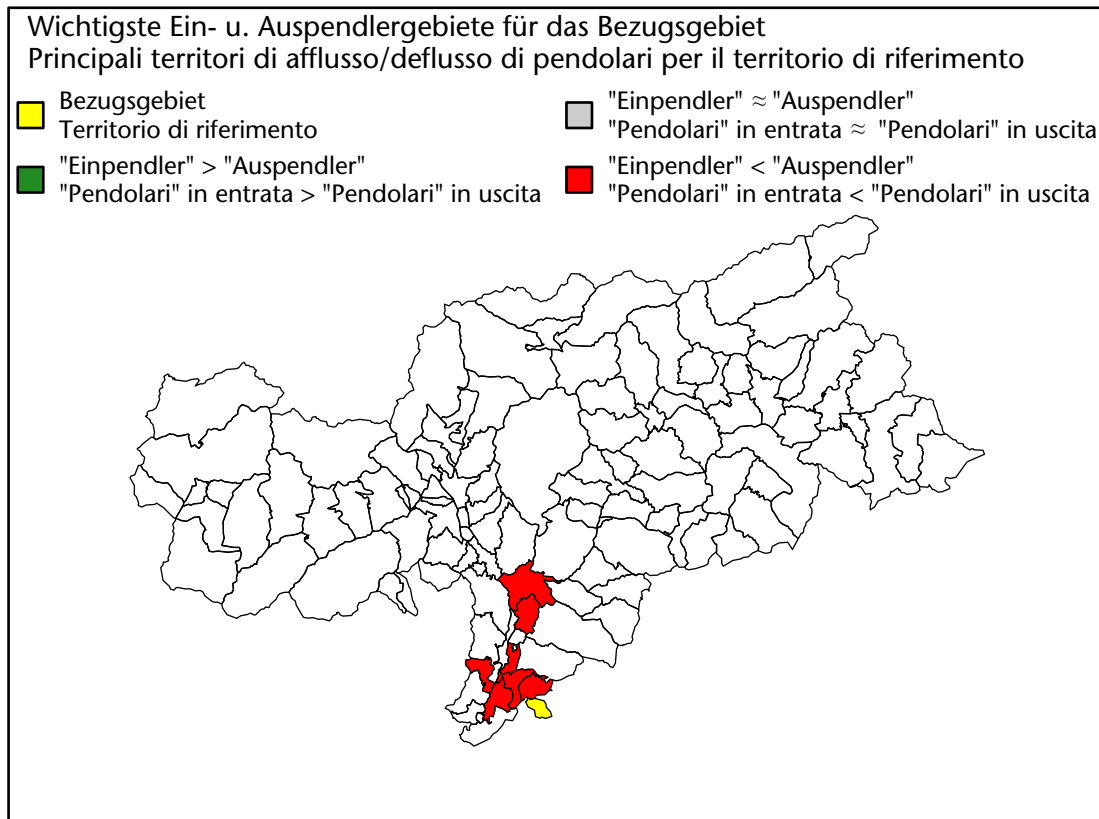 Wichtigste Ein- u. Auspendlergebiete für das Bezugsgebiet
Principali territori di afflusso/deflusso di pendolari per il territorio di riferimento
Bezugsgebiet
Territorio di riferimento
"Einpendler" > "Auspendler"
"Pendolari" in entrata > "Pendolari" in uscita
"Einpendler" ≈ "Auspendler"
"Pendolari" in entrata ≈ "Pendolari" in uscita
"Einpendler" < "Auspendler"
"Pendolari" in entrata < "Pendolari" in uscita